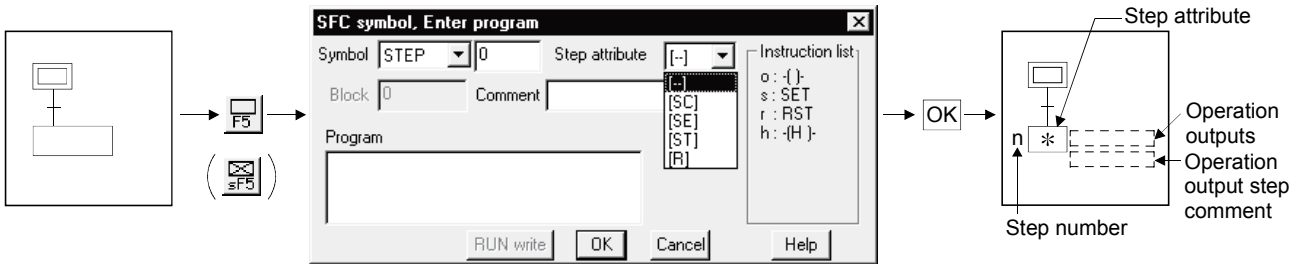 F5
sF5
SFC symbol, Enter program
Symbol STEP 0 Step attribute [--]
Block 0 Comment
[--]
[SC]
[SE]
[ST]
[R]
Instruction list
o : -( )-
s : SET
r : RST
h : -(H )-
Program
RUN write OK Cancel Help
OK
Step attribute
n *
Operation
outputs
Operation
output step
comment
Step number